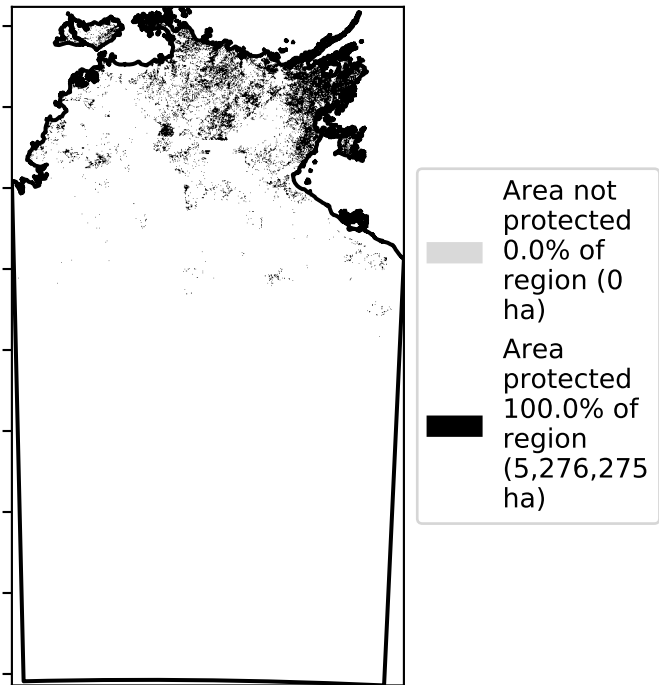 Area not
protected
0.0% of
region (0
ha)
Area
protected
100.0% of
region
(5,276,275
ha)